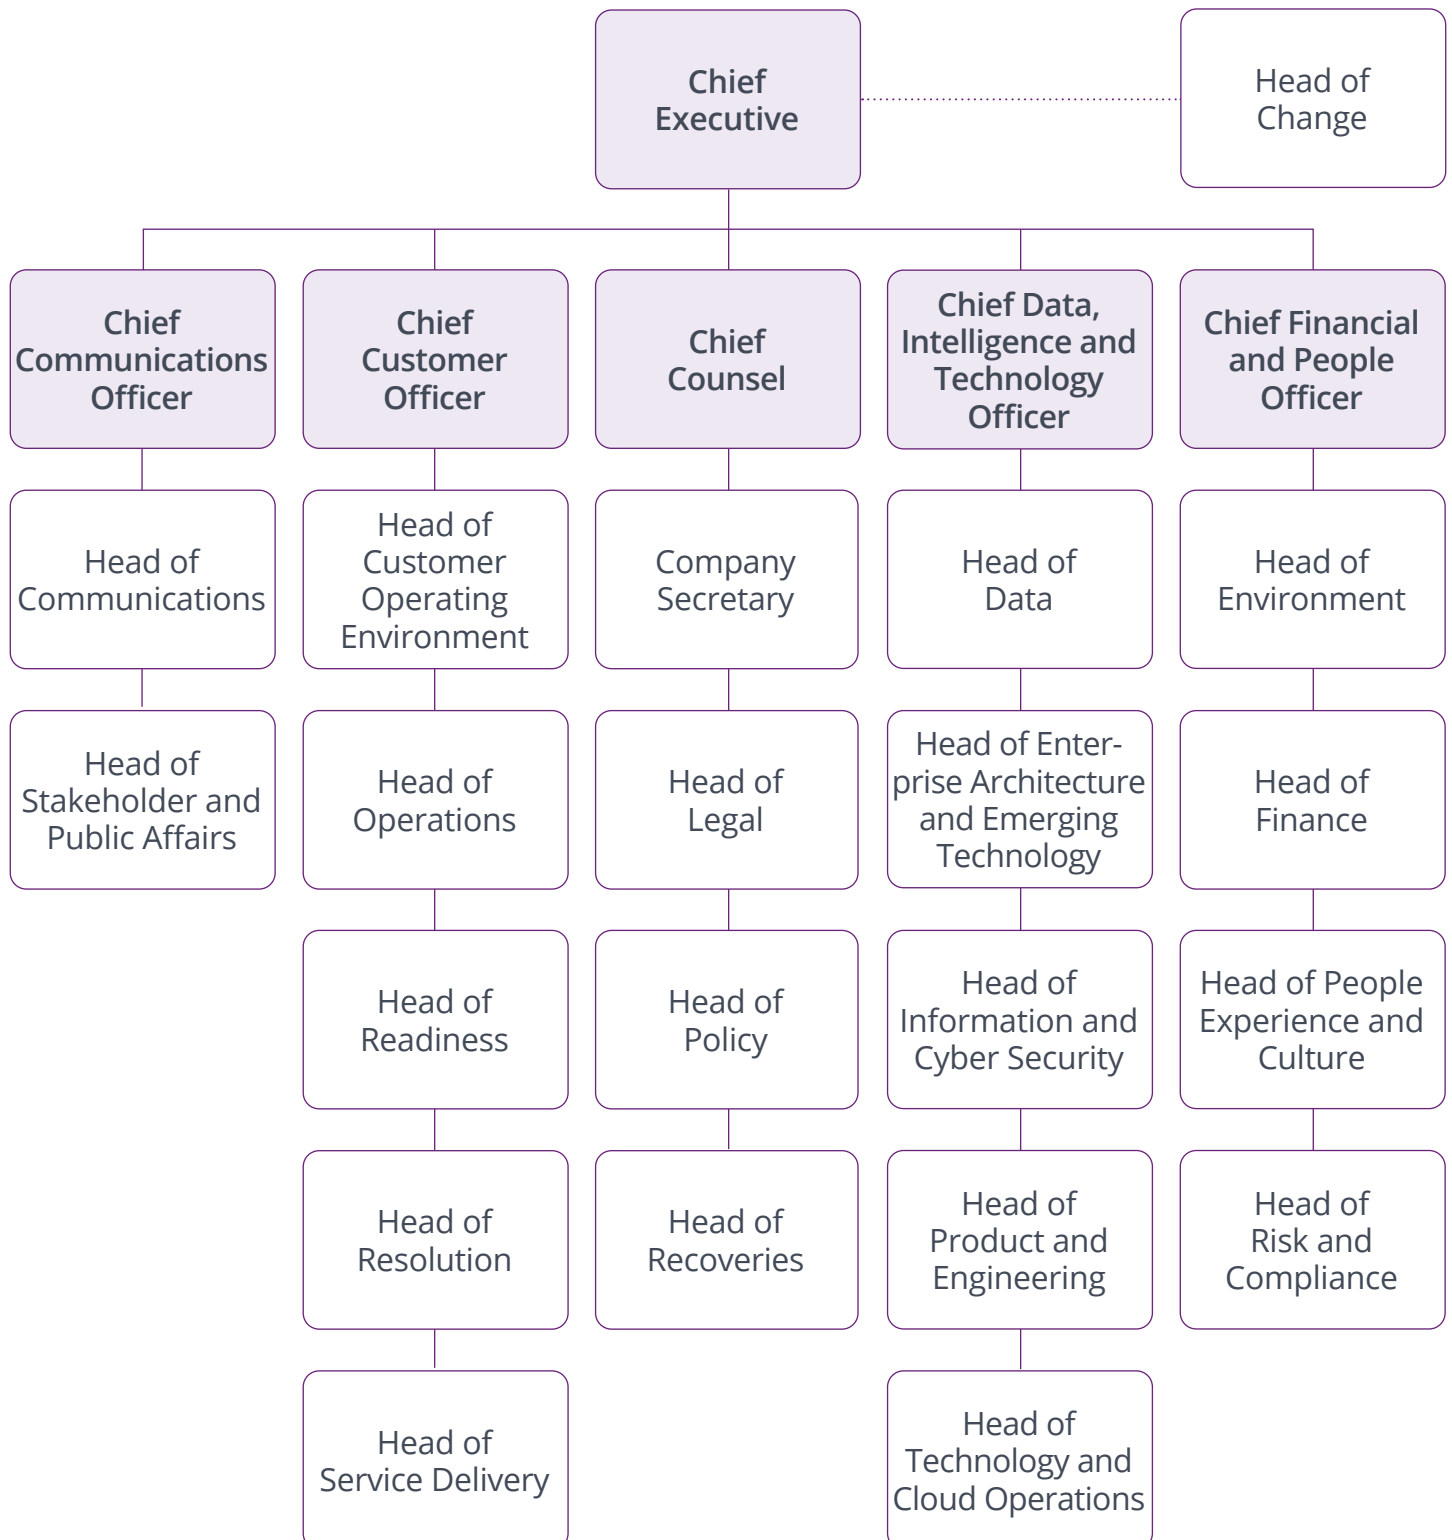 Chief
Executive
Head of
Change
Chief
Communications
Officer
Chief
Customer
Officer
Chief
Counsel
Chief Data,
Intelligence and
Technology
Officer
Chief Financial
and People
Officer
Head of
Communications
Head of
Customer
Operating
Environment
Company
Secretary
Head of
Data
Head of
Environment
Head of
Stakeholder and
Public Affairs
Head of
Operations
Head of
Legal
Head of Enter-
prise Architecture
and Emerging
Technology
Head of
Finance
Head of
Readiness
Head of
Policy
Head of
Information and
Cyber Security
Head of People
Experience and
Culture
Head of
Resolution
Head of
Recoveries
Head of
Product and
Engineering
Head of
Risk and
Compliance
Head of
Service Delivery
Head of
Technology and
Cloud Operations